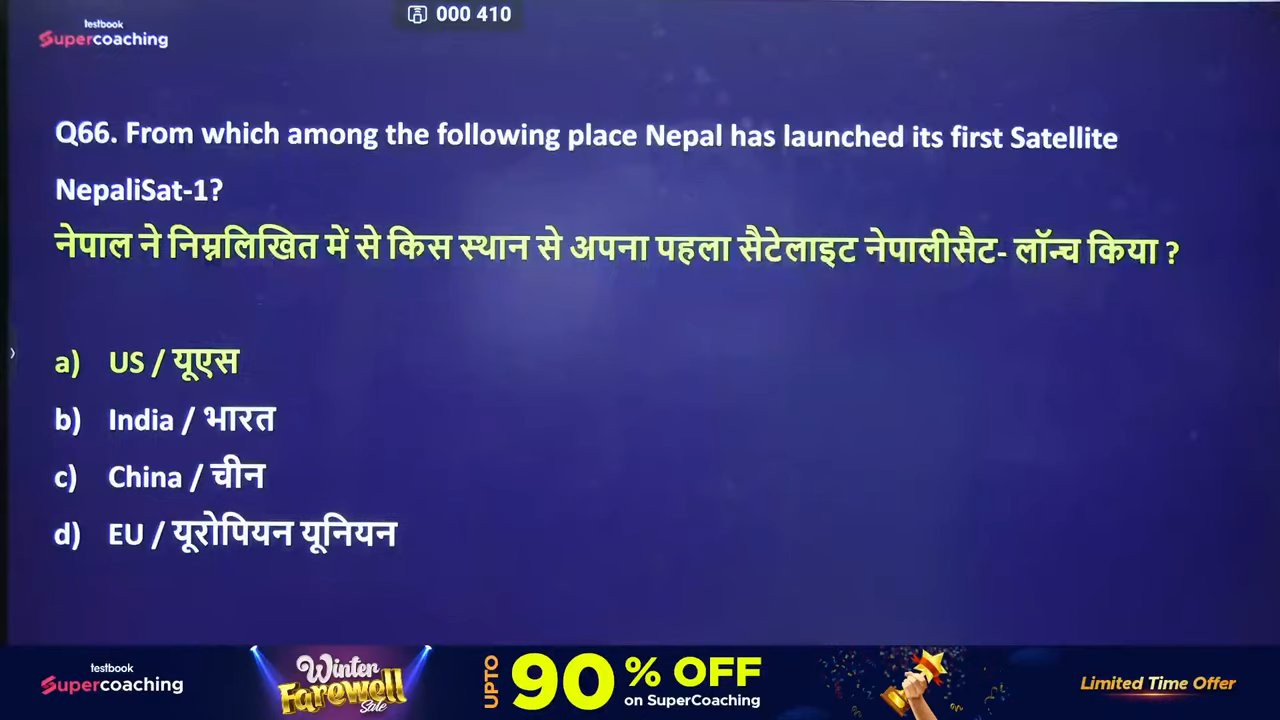 testbook
Supercoaching
000 410
Q66. From which among the following place Nepal has launched its first Satellite
NepaliSat-1?
नेपाल ने निम्नलिखित में से किस स्थान से अपना पहला सैटेलाइट नेपालीसैट- लॉन्च किया ?
a) US / यूएस
b) India / भारत
c) China / चीन
d) EU / यूरोपियन यूनियन
testbook
Supercoaching
Winter
Farewell
Sale
UPTO
90% OFF
on SuperCoaching
Limited Time Offer